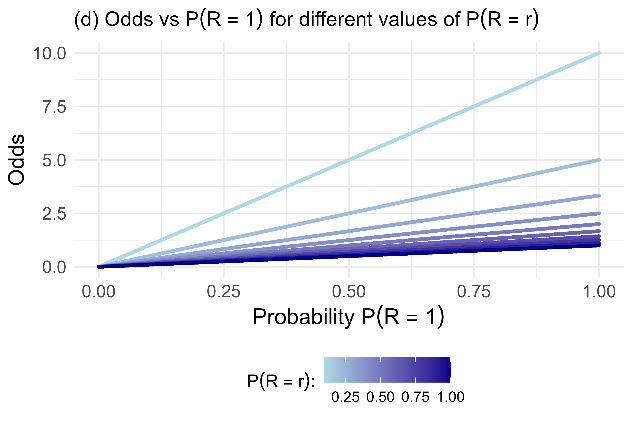 (d) Odds vs P(R = 1) for different values of P(R = r)
10.0
7.5
5.0
2.5
0.0
Odds
0.00 0.25 0.50 0.75 1.00
Probability P(R = 1)
P(R = r):
0.25 0.50 0.75 1.00